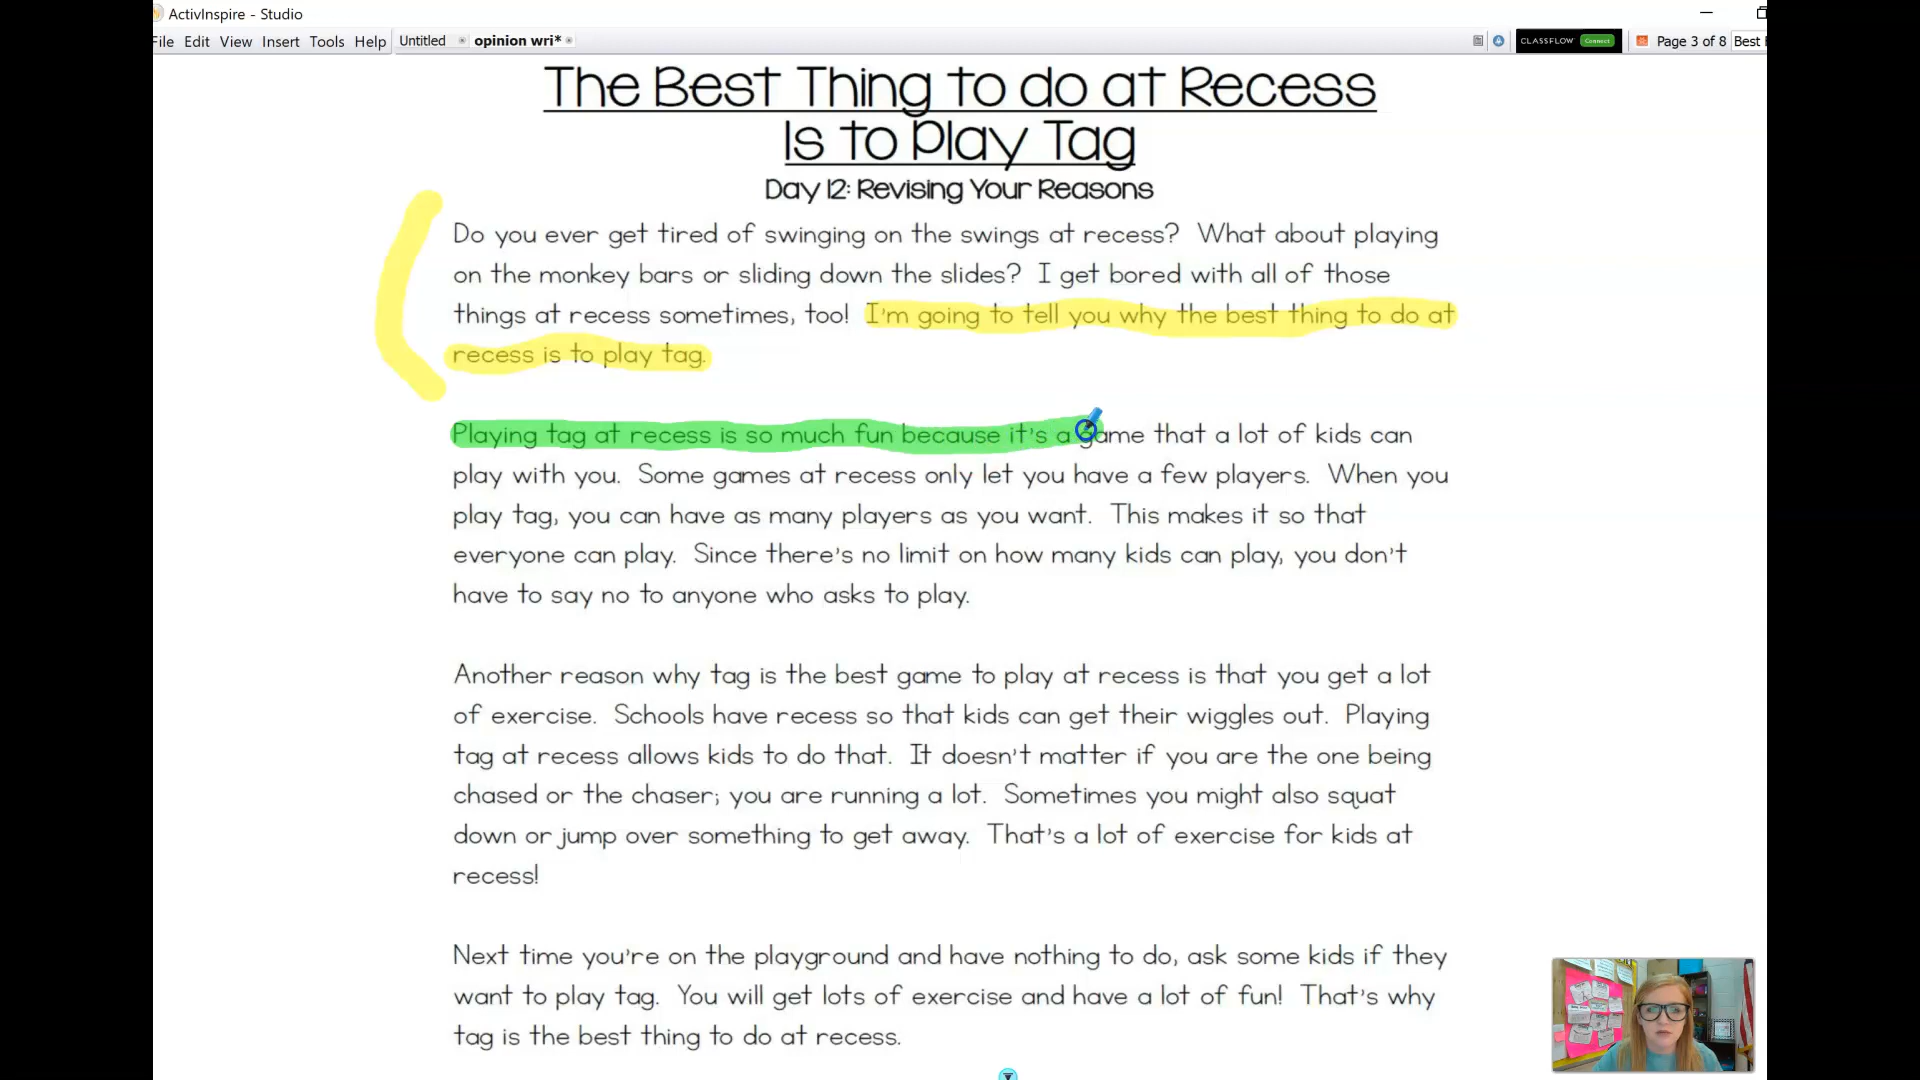 ActivInspire - Studio
File Edit View Insert Tools Help Untitled opinion wri* CLASSFLOW Connect Page 3 of 8 Best
The Best Thing to do at Recess
Is to Play Tag
Day 12: Revising Your Reasons
Do you ever get tired of swinging on the swings at recess? What about playing
on the monkey bars or sliding down the slides? I get bored with all of those
things at recess sometimes, too! I'm going to tell you why the best thing to do at
recess is to play tag.
Playing tag at recess is so much fun because it's a game that a lot of kids can
play with you. Some games at recess only let you have a few players. When you
play tag, you can have as many players as you want. This makes it so that
everyone can play. Since there's no limit on how many kids can play, you don't
have to say no to anyone who asks to play.
Another reason why tag is the best game to play at recess is that you get a lot
of exercise. Schools have recess so that kids can get their wiggles out. Playing
tag at recess allows kids to do that. It doesn't matter if you are the one being
chased or the chaser; you are running a lot. Sometimes you might also squat
down or jump over something to get away. That's a lot of exercise for kids at
recess!
Next time you're on the playground and have nothing to do, ask some kids if they
want to play tag. You will get lots of exercise and have a lot of fun! That's why
tag is the best thing to do at recess.